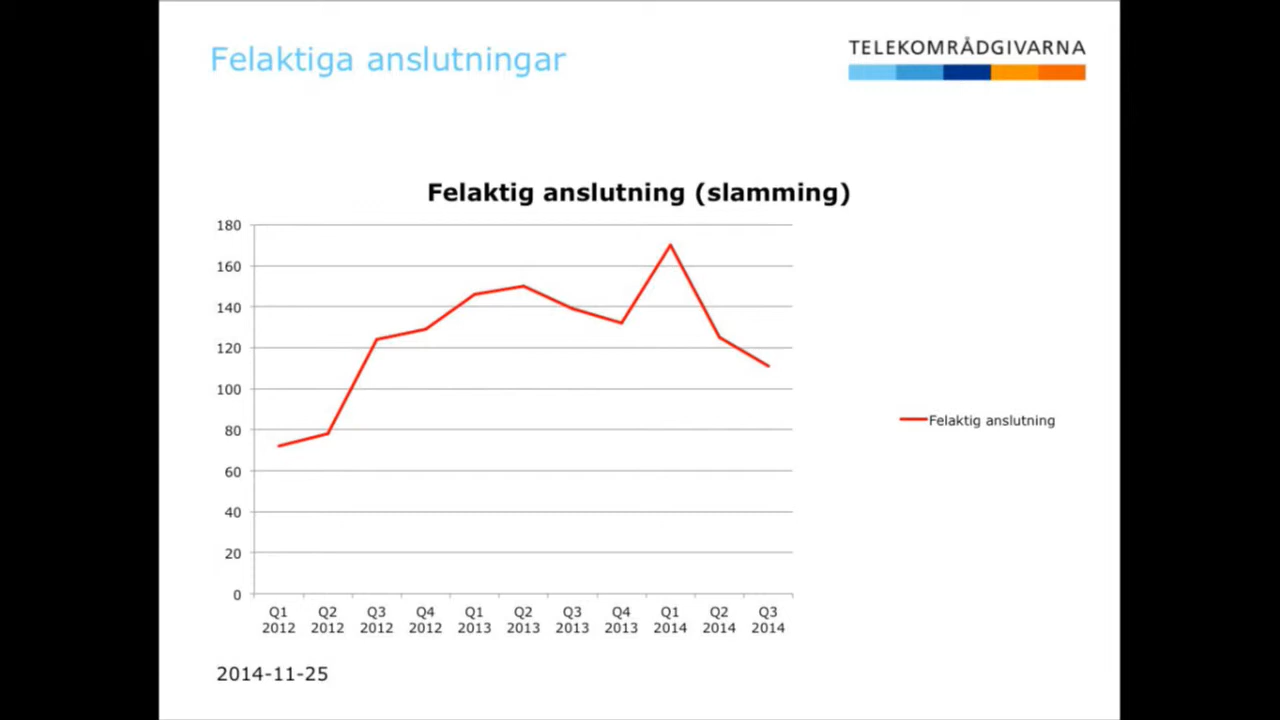 Felaktiga anslutningar
TELEKOMRÅDGIVARNA
Felaktig anslutning (slamming)
180
160
140
120
100
80
60
40
20
0
Q1 Q2 Q3 Q4 Q1 Q2 Q3 Q4 Q1 Q2 Q3
2012 2012 2012 2012 2013 2013 2013 2013 2014 2014 2014
Felaktig anslutning
2014-11-25